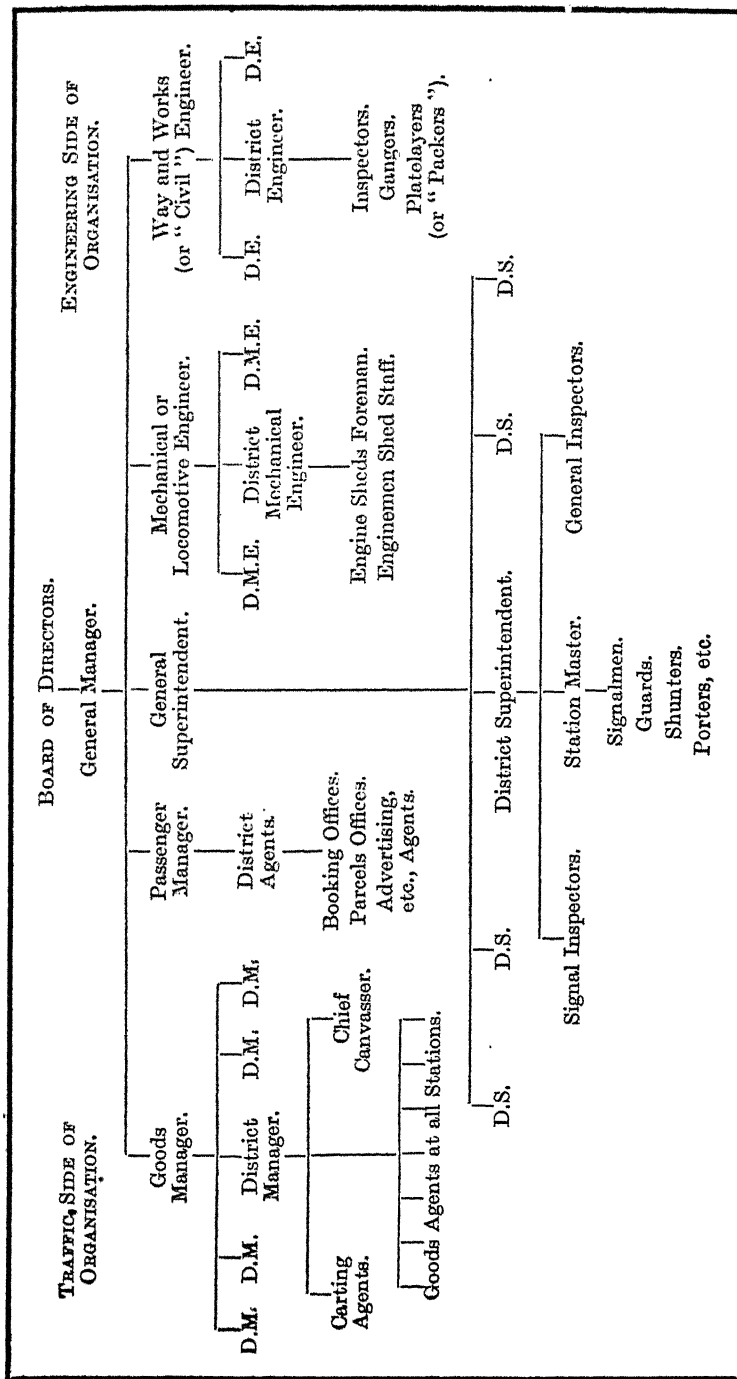 BOARD OF DIRECTORS.
General Manager.
TRAFFIC SIDE OF
ORGANISATION.
ENGINEERING SIDE OF
ORGANISATION.
Goods
Manager.
Passenger
Manager.
General
Superintendent.
Mechanical or
Locomotive Engineer.
Way and Works
(or “ Civil ”) Engineer.
D.M. D.M. District D.M. D.M.
Manager.
District
Agents.
D.M.E. District D.M.E.
Mechanical
Engineer.
D.E. District D.E.
Engineer.
Carting
Agents.
Chief
Canvasser.
Booking Offices.
Parcels Offices.
Advertising,
etc., Agents.
Engine Sheds Foreman.
Enginemen Shed Staff.
Inspectors.
Gangers.
Platelayers
(or “ Packers ”).
Goods Agents at all Stations.
D.S. D.S. District Superintendent. D.S. D.S.
Signal Inspectors. Station Master. General Inspectors.
Signalmen.
Guards.
Shunters.
Porters, etc.